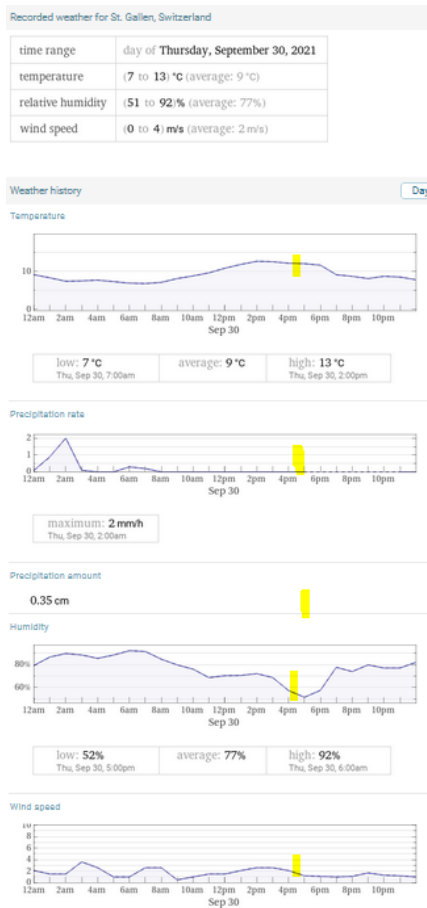 Recorded weather for St. Gallen, Switzerland
time range day of Thursday, September 30, 2021
temperature (7 to 13) °C (average: 9 °C)
relative humidity (51 to 92)% (average: 77%)
wind speed (0 to 4) m/s (average: 2 m/s)
Weather history Day
Temperature
10
0
12am 2am 4am 6am 8am 10am 12pm 2pm 4pm 6pm 8pm 10pm
Sep 30
low: 7 °C average: 9 °C high: 13 °C
Thu, Sep 30, 7:00am Thu, Sep 30, 2:00pm
Precipitation rate
2
1
0
12am 2am 4am 6am 8am 10am 12pm 2pm 4pm 6pm 8pm 10pm
Sep 30
maximum: 2 mm/h
Thu, Sep 30, 2:00am
Precipitation amount
0.35 cm
Humidity
80%
60%
12am 2am 4am 6am 8am 10am 12pm 2pm 4pm 6pm 8pm 10pm
Sep 30
low: 52% average: 77% high: 92%
Thu, Sep 30, 5:00pm Thu, Sep 30, 6:00am
Wind speed
10
8
6
4
2
0
12am 2am 4am 6am 8am 10am 12pm 2pm 4pm 6pm 8pm 10pm
Sep 30